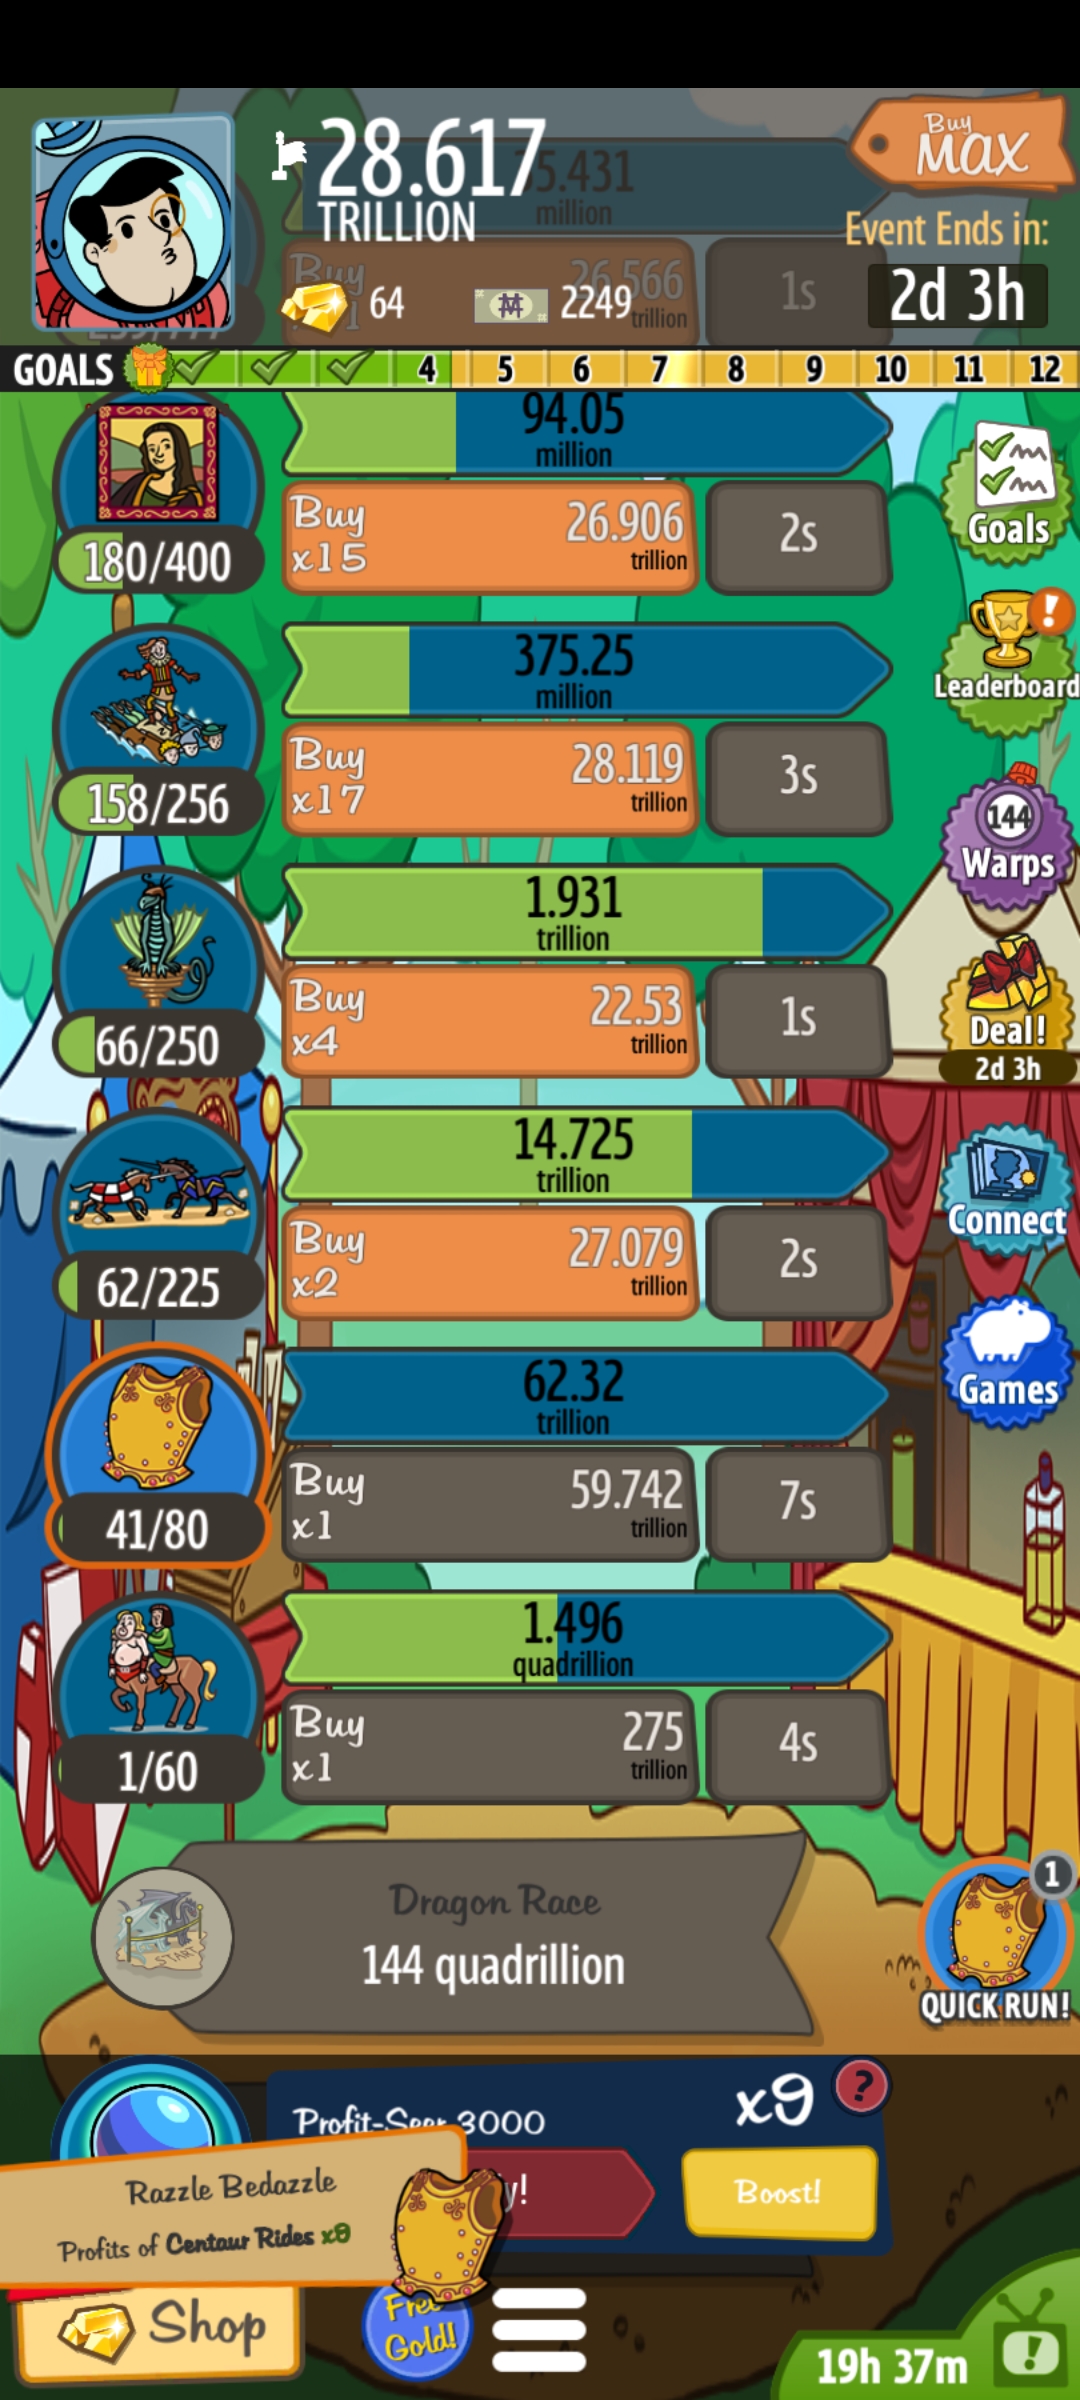 28.617
TRILLION
5.431
million
Buy
MAX
Event Ends in:
2d 3h
Buy
26.566
trillion
1s
64
2249
GOALS
4
5
6
7
8
9
10
11
12
94.05
million
180/400
Buy
x15
26.906
trillion
2s
Goals
375.25
million
158/256
Buy
x17
28.119
trillion
3s
Leaderboard
144
Warps
1.931
trillion
66/250
Buy
x4
22.53
trillion
1s
Deal!
2d 3h
14.725
trillion
62/225
Buy
x2
27.079
trillion
2s
Connect
Games
62.32
trillion
41/80
Buy
x1
59.742
trillion
7s
1.496
quadrillion
1/60
Buy
x1
275
trillion
4s
START
Dragon Race
144 quadrillion
1
QUICK RUN!
Profit-Seer 3000
x9
?
y!
Boost!
Razzle Bedazzle
Profits of Centaur Rides x9
Shop
Free
Gold!
19h 37m